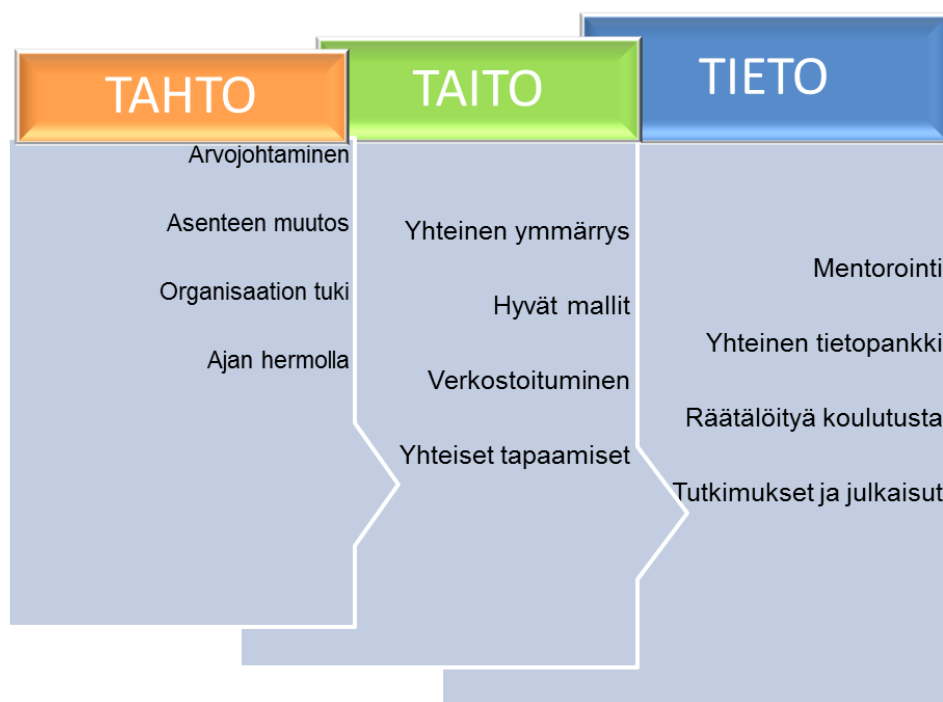 TAHTO
Arvojohtaminen
Asenteen muutos
Organisaation tuki
Ajan hermolla
TAITO
Yhteinen ymmärrys
Hyvät mallit
Verkostoituminen
Yhteiset tapaamiset
TIETO
Mentorointi
Yhteinen tietopankki
Räätälöityä koulutusta
Tutkimukset ja julkaisut